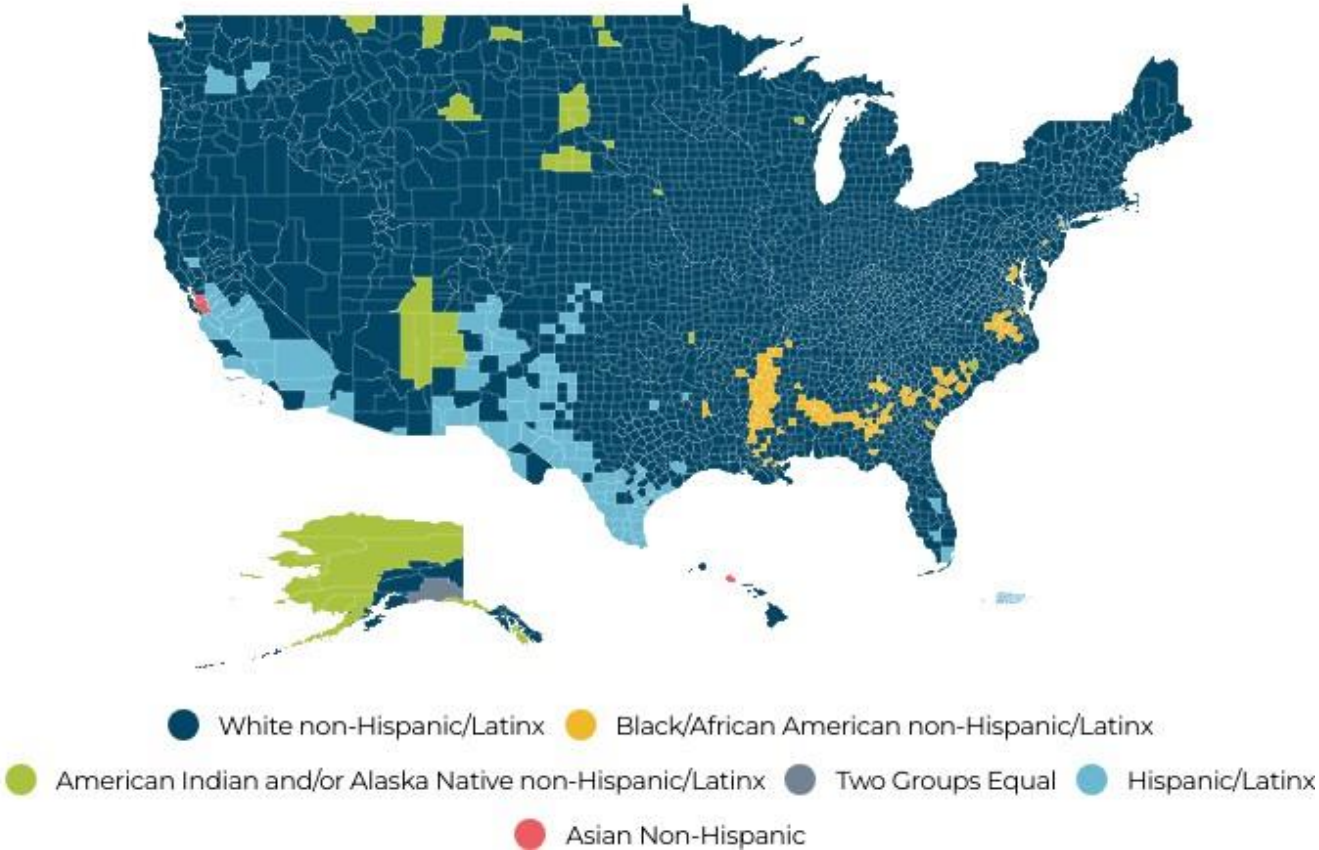 White non-Hispanic/Latinx Black/African American non-Hispanic/Latinx
American Indian and/or Alaska Native non-Hispanic/Latinx Two Groups Equal Hispanic/Latinx
Asian Non-Hispanic